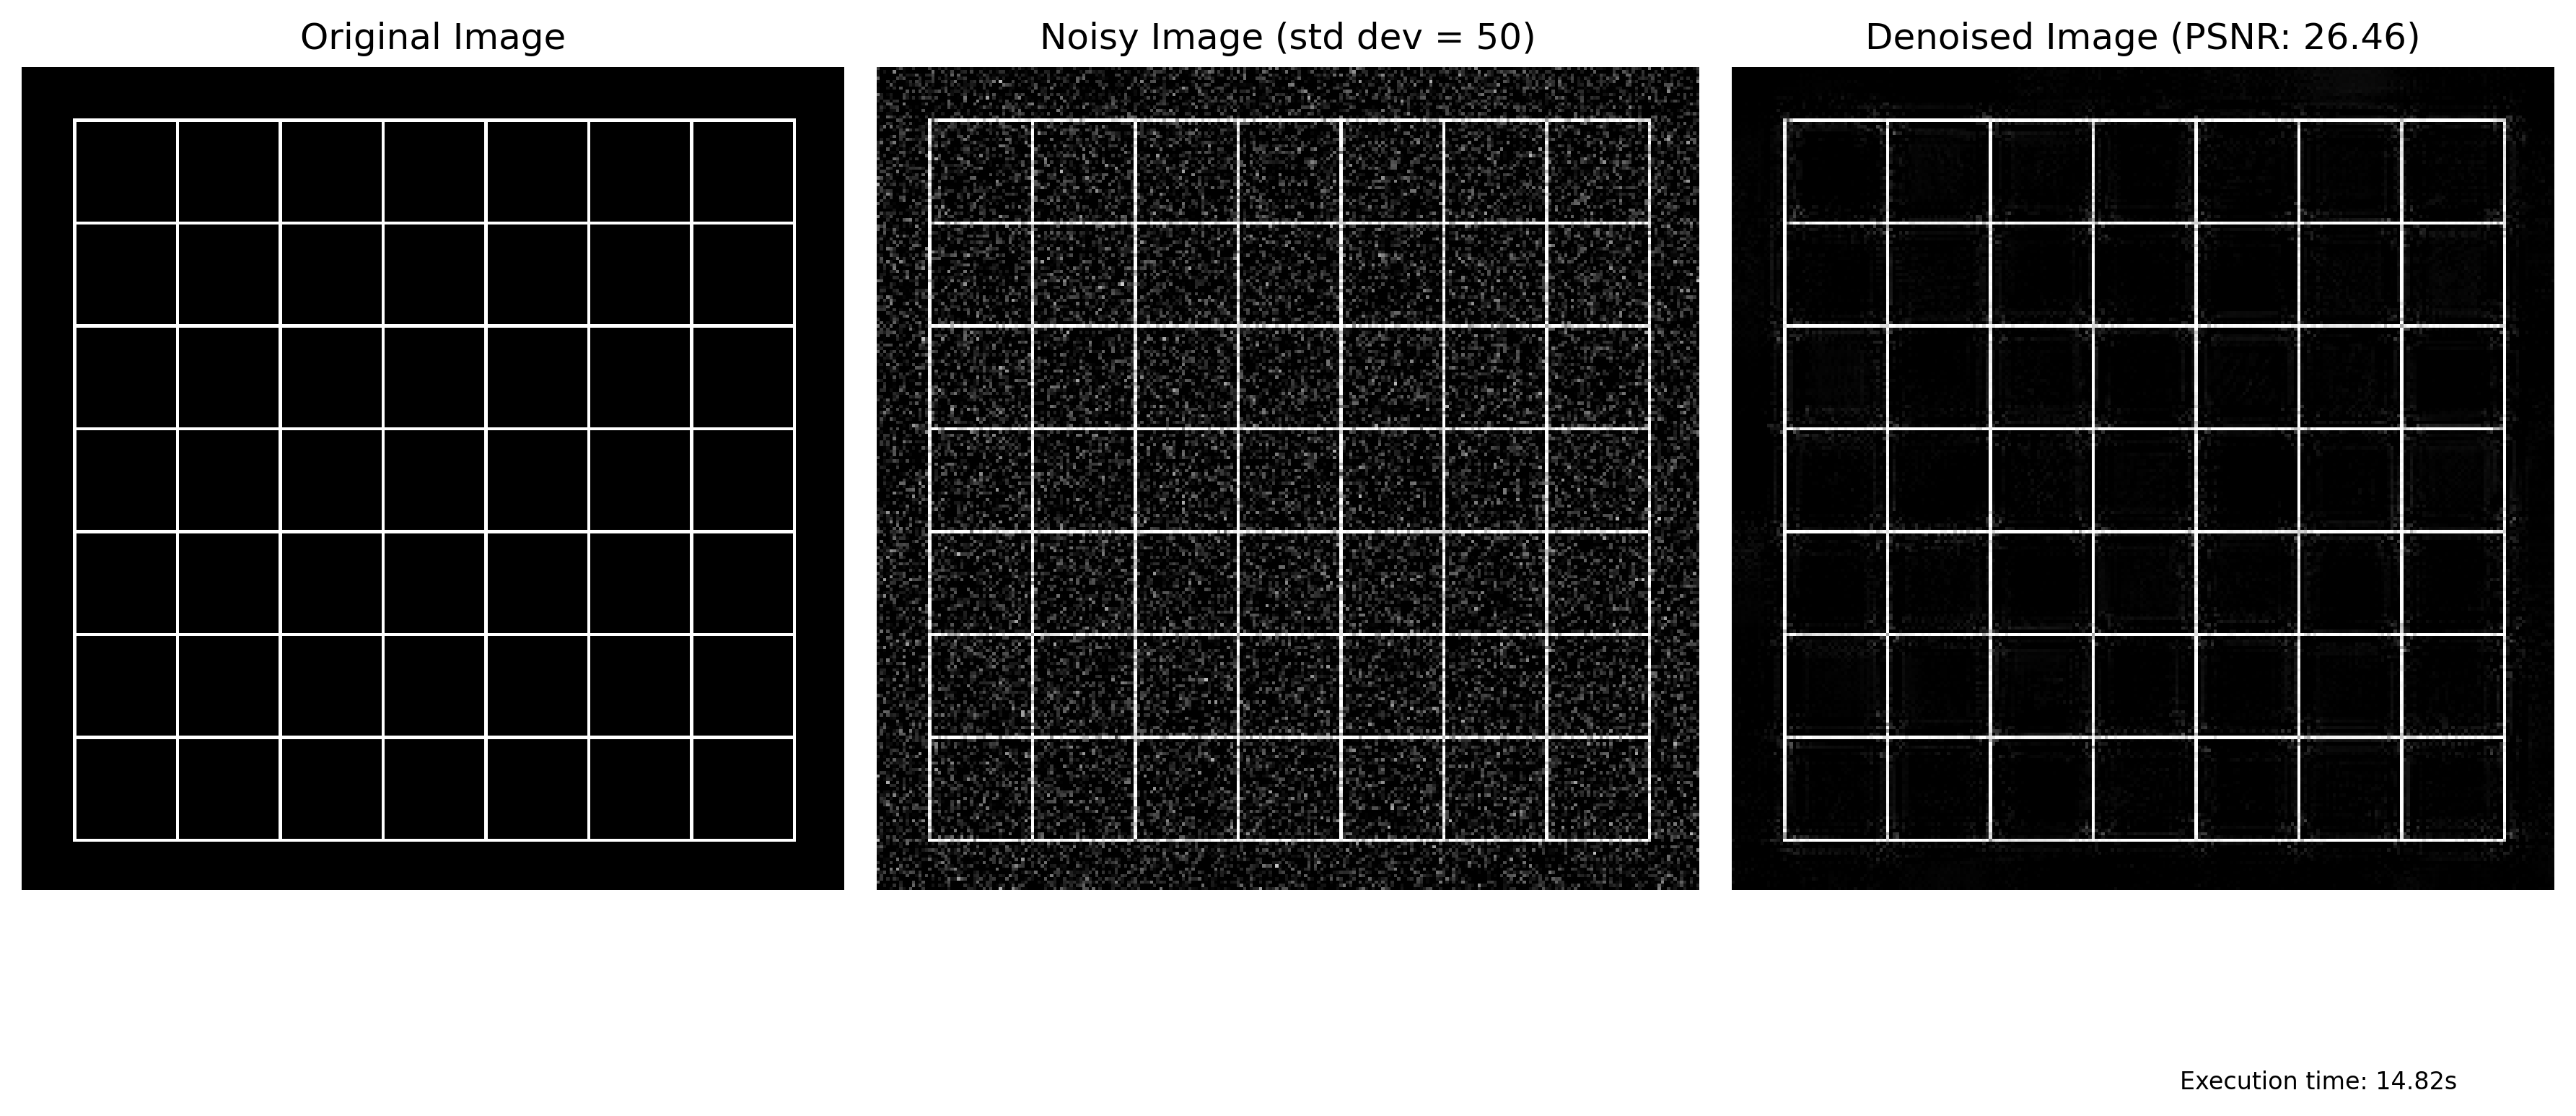 Original Image
Noisy Image (std dev = 50)
Denoised Image (PSNR: 26.46)
Execution time: 14.82s